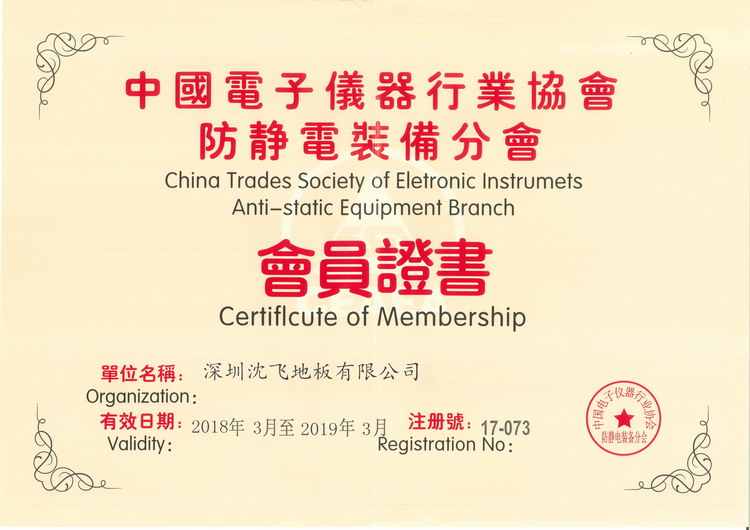 中國電子儀器行業協會
防静電裝備分會
China Trades Society of Eletronic Instrumets
Anti-static Equipment Branch
會員證書
Certiflcute of Membership
單位名稱：深圳沈飞地板有限公司
Organization:
有效日期：2018年 3月至 2019年 3月 注册號：17-073
Validity: Registration No:
中国电子仪器行业协会
防静电装备分会